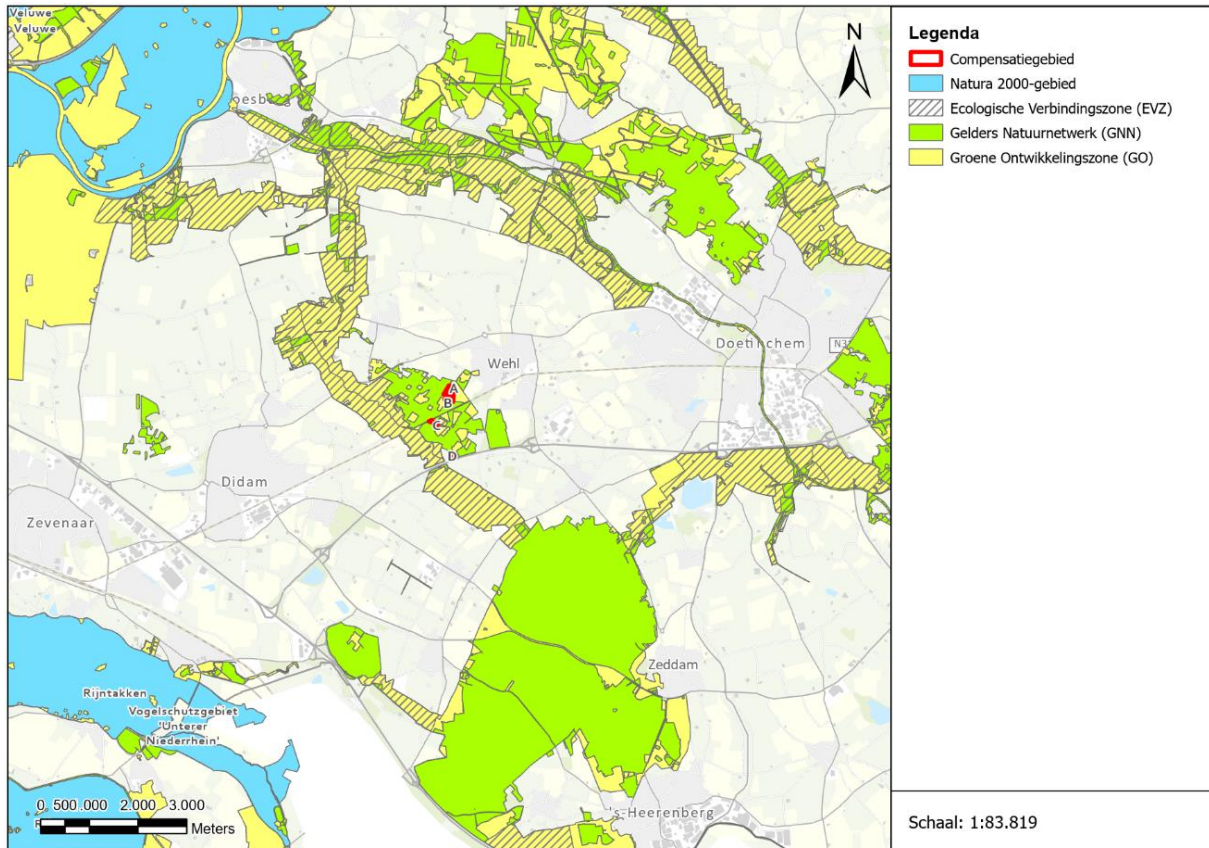 Veluwe
Veluwe
oesb
N
Wehl
Doetinchem
N3
A
B
C
D
Didam
Zevenaar
Zeddam
Rijntakken
Vogelschutzgebiet
'Unterer
Niederrhein'
's-Heerenberg
0 500.000 2.000 3.000
Meters
Legenda
Compensatiegebied
Natura 2000-gebied
Ecologische Verbindingszone (EVZ)
Gelders Natuurnetwerk (GNN)
Groene Ontwikkelingszone (GO)
Schaal: 1:83.819